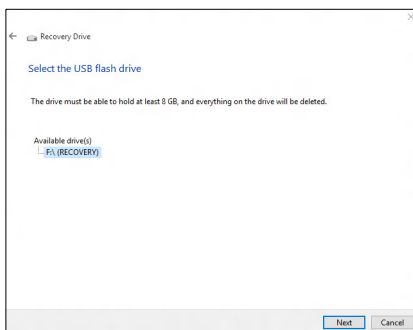 Recovery Drive
Select the USB flash drive
The drive must be able to hold at least 8 GB, and everything on the drive will be deleted.
Available drive(s)
F:\ (RECOVERY)
Next Cancel